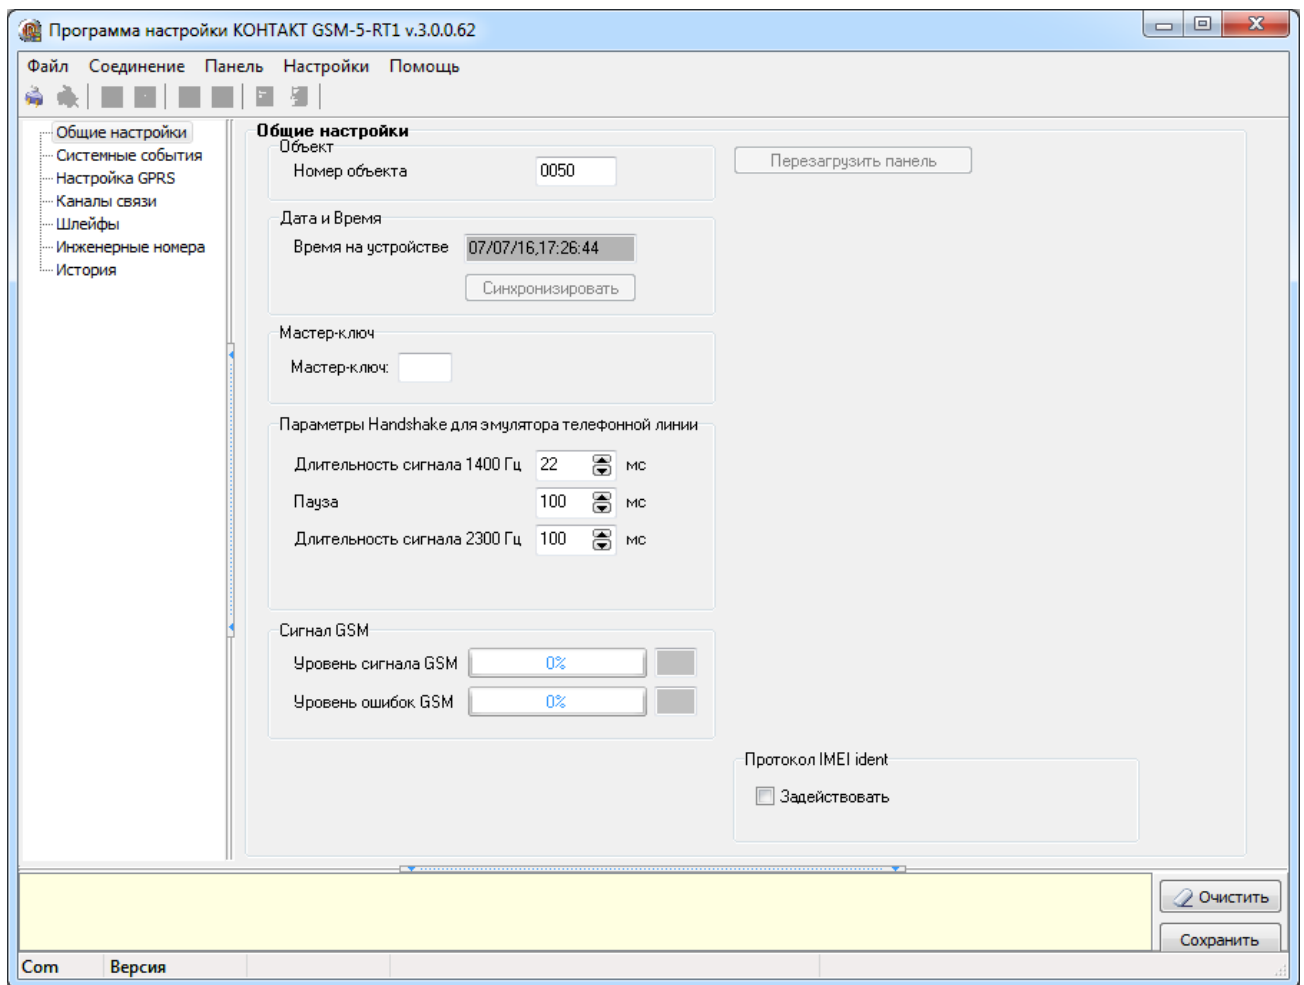 Программа настройки КОНТАКТ GSM-5-RT1 v.3.0.0.62
Файл Соединение Панель Настройки Помощь
Общие настройки
Системные события
Настройка GPRS
Каналы связи
Шлейфы
Инженерные номера
История
Общие настройки
Объект
Номер объекта 0050
Перезагрузить панель
Дата и Время
Время на устройстве 07/07/16,17:26:44
Синхронизировать
Мастер-ключ
Мастер-ключ:
Параметры Handshake для эмулятора телефонной линии
Длительность сигнала 1400 Гц 22 мс
Пауза 100 мс
Длительность сигнала 2300 Гц 100 мс
Сигнал GSM
Уровень сигнала GSM 0%
Уровень ошибок GSM 0%
Протокол IMEI ident
Задействовать
Очистить
Сохранить
Com Версия